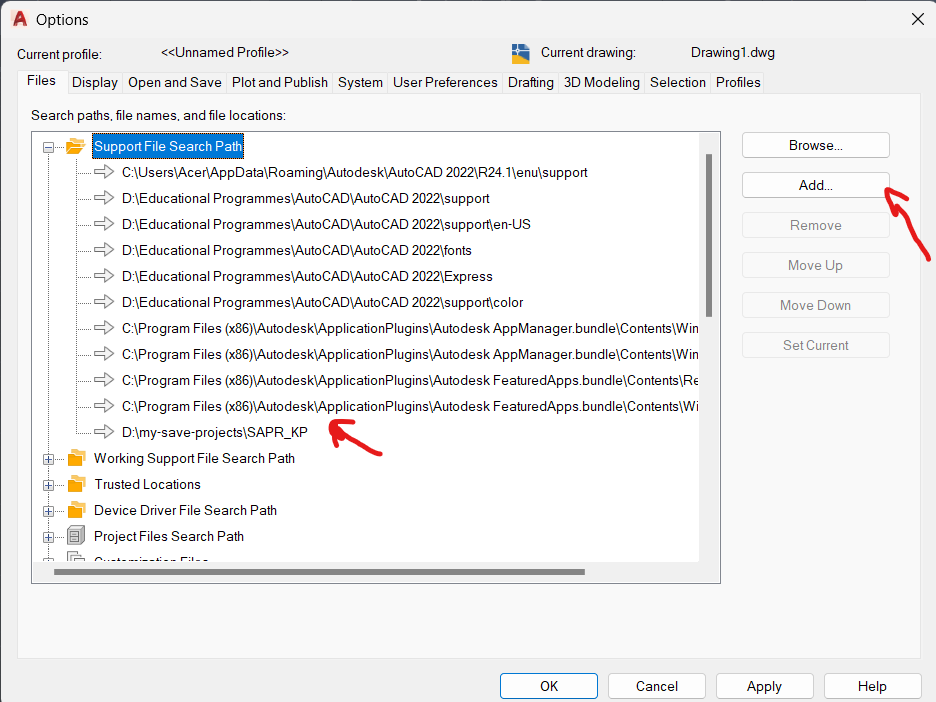 A Options
Current profile: <<Unnamed Profile>> Current drawing: Drawing1.dwg
Files Display Open and Save Plot and Publish System User Preferences Drafting 3D Modeling Selection Profiles
Search paths, file names, and file locations:
Support File Search Path
C:\Users\Acer\AppData\Roaming\Autodesk\AutoCAD 2022\R24.1\enu\support
D:\Educational Programmes\AutoCAD\AutoCAD 2022\support
D:\Educational Programmes\AutoCAD\AutoCAD 2022\support\en-US
D:\Educational Programmes\AutoCAD\AutoCAD 2022\fonts
D:\Educational Programmes\AutoCAD\AutoCAD 2022\Express
D:\Educational Programmes\AutoCAD\AutoCAD 2022\support\color
C:\Program Files (x86)\Autodesk\ApplicationPlugins\Autodesk AppManager.bundle\Contents\Win
C:\Program Files (x86)\Autodesk\ApplicationPlugins\Autodesk AppManager.bundle\Contents\Win
C:\Program Files (x86)\Autodesk\ApplicationPlugins\Autodesk FeaturedApps.bundle\Contents\Re
C:\Program Files (x86)\Autodesk\ApplicationPlugins\Autodesk FeaturedApps.bundle\Contents\Wi
D:\my-save-projects\SAPR_KP
Working Support File Search Path
Trusted Locations
Device Driver File Search Path
Project Files Search Path
Customization Files
Browse...
Add...
Remove
Move Up
Move Down
Set Current
OK Cancel Apply Help